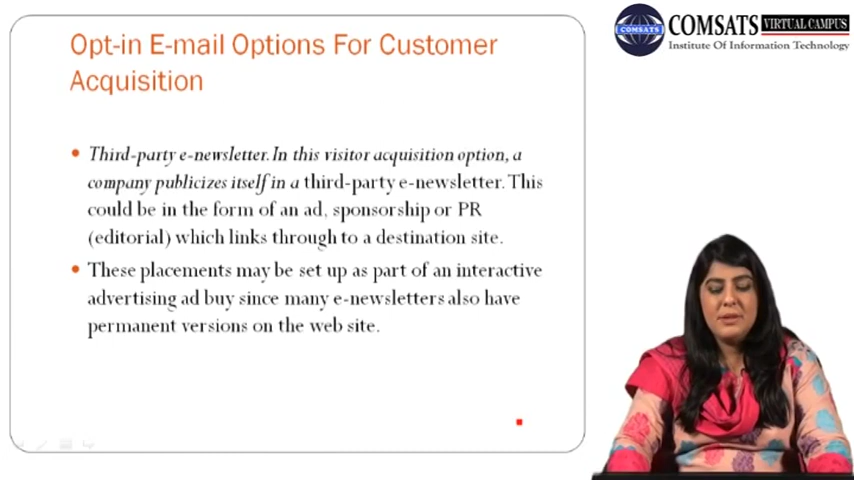 Opt-in E-mail Options For Customer
Acquisition
COMSATS
COMSATS
VIRTUAL CAMPUS
Institute Of Information Technology
• Third-party e-newsletter. In this visitor acquisition option, a
company publicizes itself in a third-party e-newsletter. This
could be in the form of an ad, sponsorship or PR
(editorial) which links through to a destination site.
• These placements may be set up as part of an interactive
advertising ad buy since many e-newsletters also have
permanent versions on the web site.